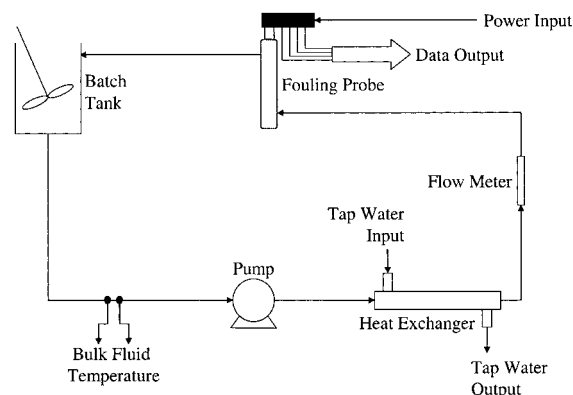 Power Input
Data Output
Batch
Tank
Fouling Probe
Flow Meter
Tap Water
Input
Pump
Heat Exchanger
Bulk Fluid
Temperature
Tap Water
Output